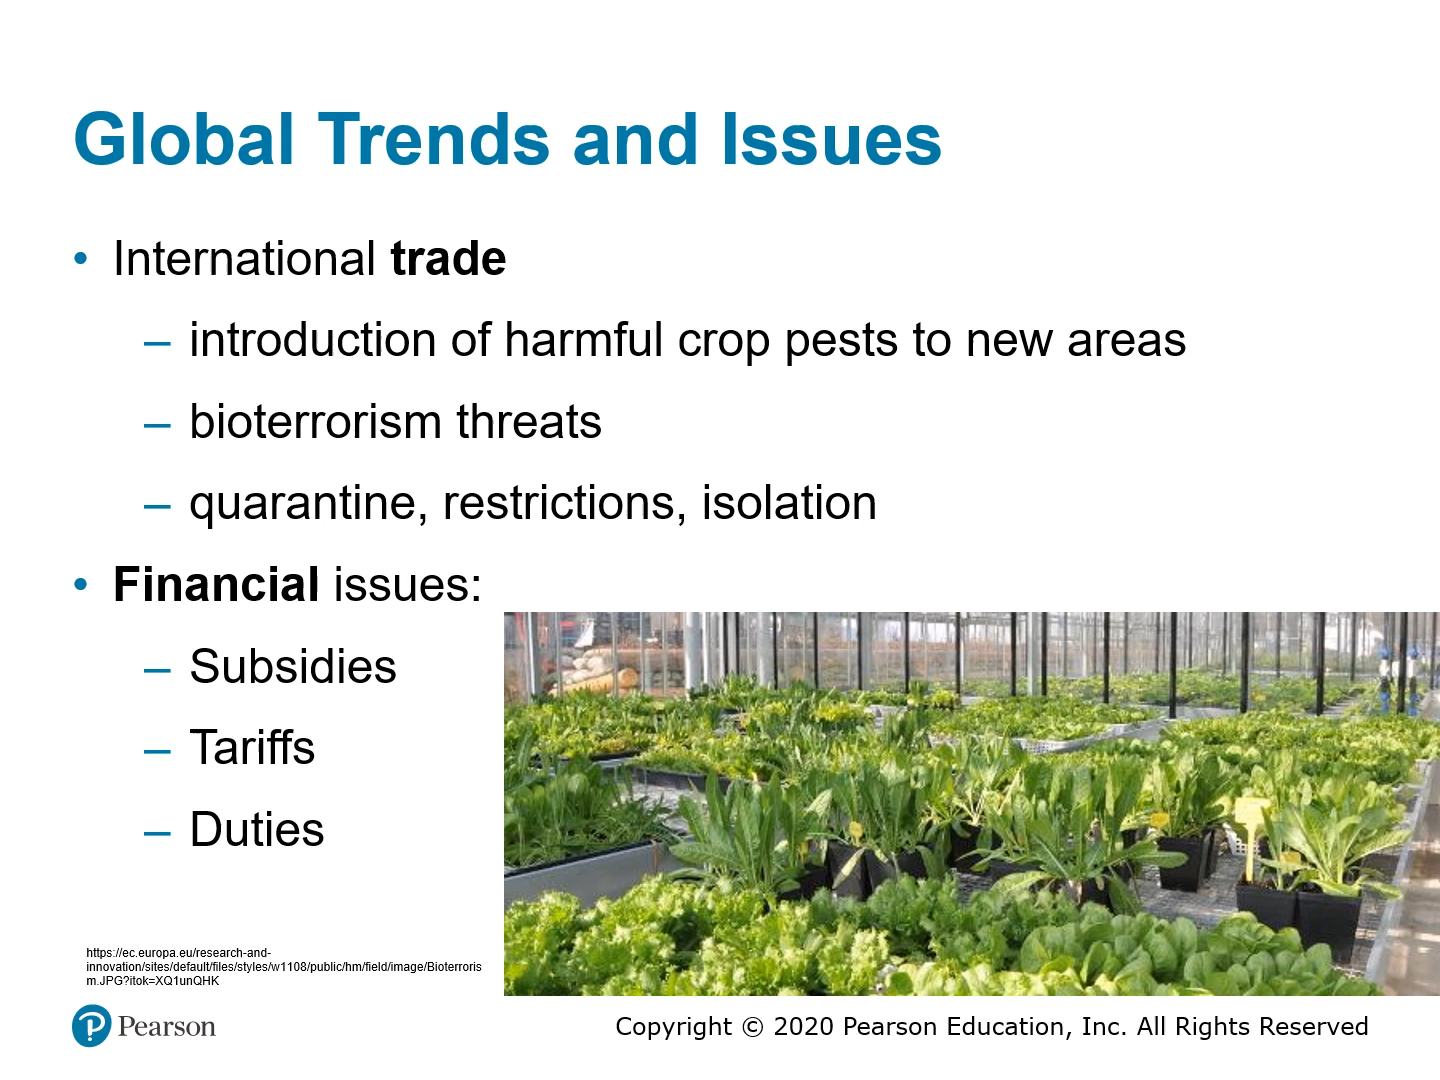 Global Trends and Issues
• International trade
– introduction of harmful crop pests to new areas
– bioterrorism threats
– quarantine, restrictions, isolation
• Financial issues:
– Subsidies
– Tariffs
– Duties
https://ec.europa.eu/research-and-
innovation/sites/default/files/styles/w1108/public/hm/field/image/Bioterroris
m.JPG?itok=XQ1unQHK
Pearson
Copyright © 2020 Pearson Education, Inc. All Rights Reserved